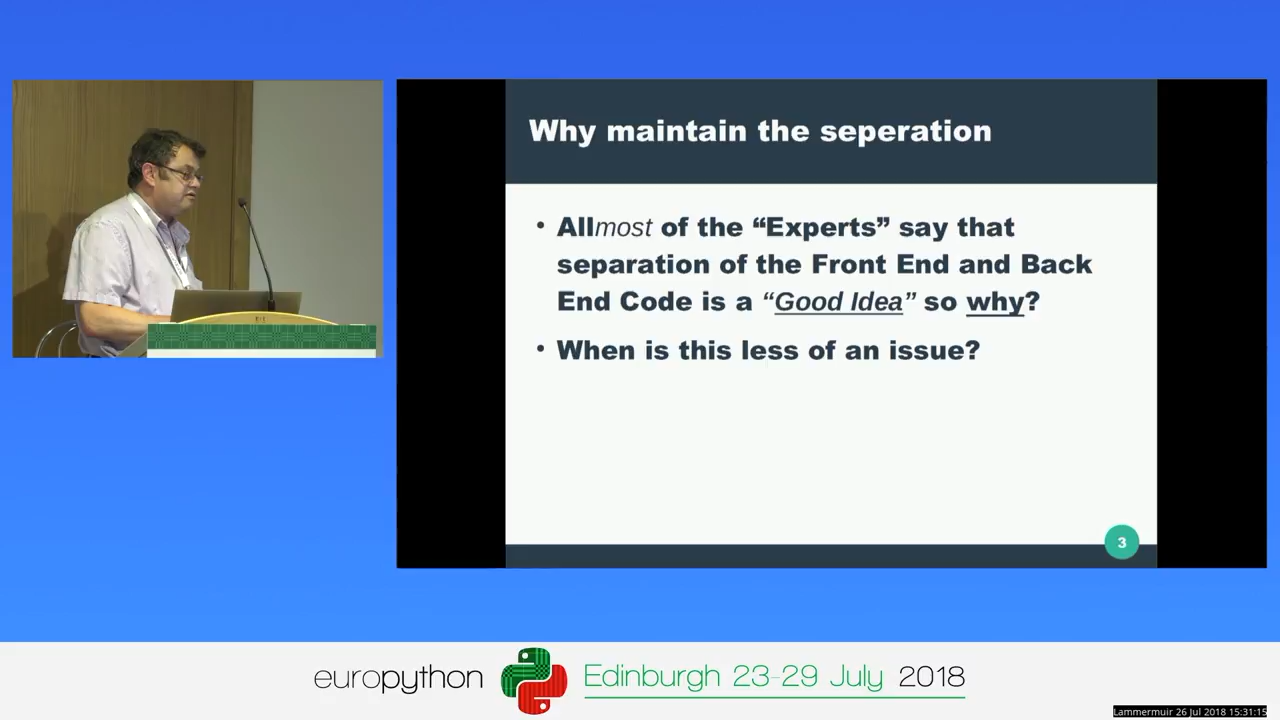 Why maintain the seperation
• Allmost of the “Experts” say that
separation of the Front End and Back
End Code is a “Good Idea” so why?
• When is this less of an issue?
3
europython Edinburgh 23-29 July 2018
Lammermuir 26 Jul 2018 15:31:15